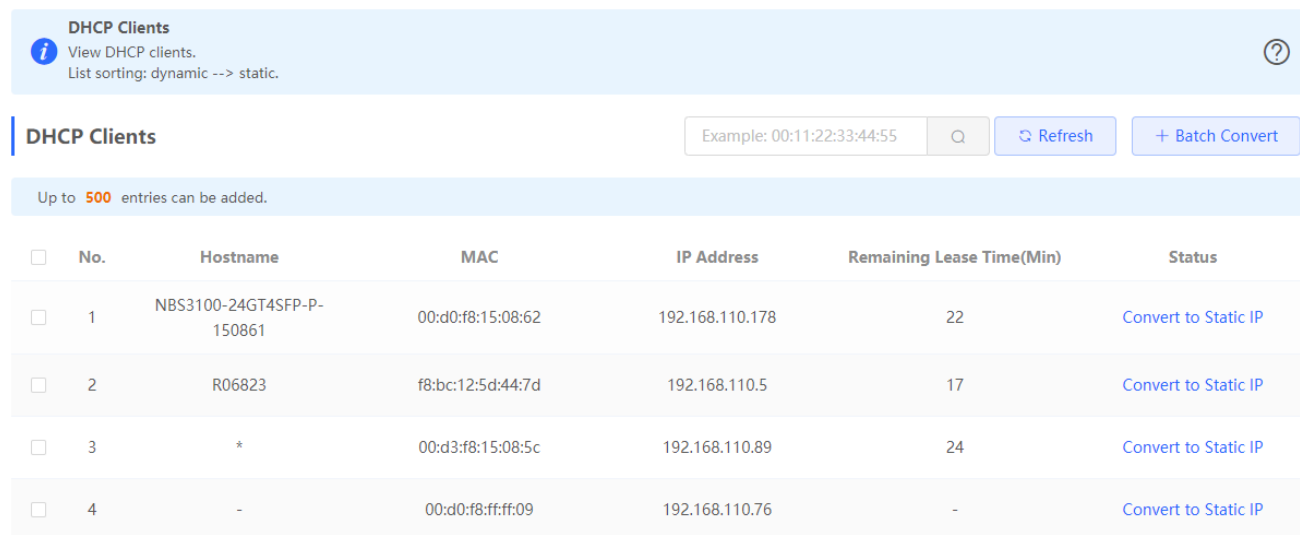 DHCP Clients
View DHCP clients.
List sorting: dynamic --> static.
DHCP Clients
Example: 00:11:22:33:44:55
Refresh
+ Batch Convert
Up to 500 entries can be added.
No. Hostname MAC IP Address Remaining Lease Time(Min) Status
1 NBS3100-24GT4SFP-P-
150861 00:d0:f8:15:08:62 192.168.110.178 22 Convert to Static IP
2 R06823 f8:bc:12:5d:44:7d 192.168.110.5 17 Convert to Static IP
3 * 00:d3:f8:15:08:5c 192.168.110.89 24 Convert to Static IP
4 - 00:d0:f8:ff:ff:09 192.168.110.76 - Convert to Static IP